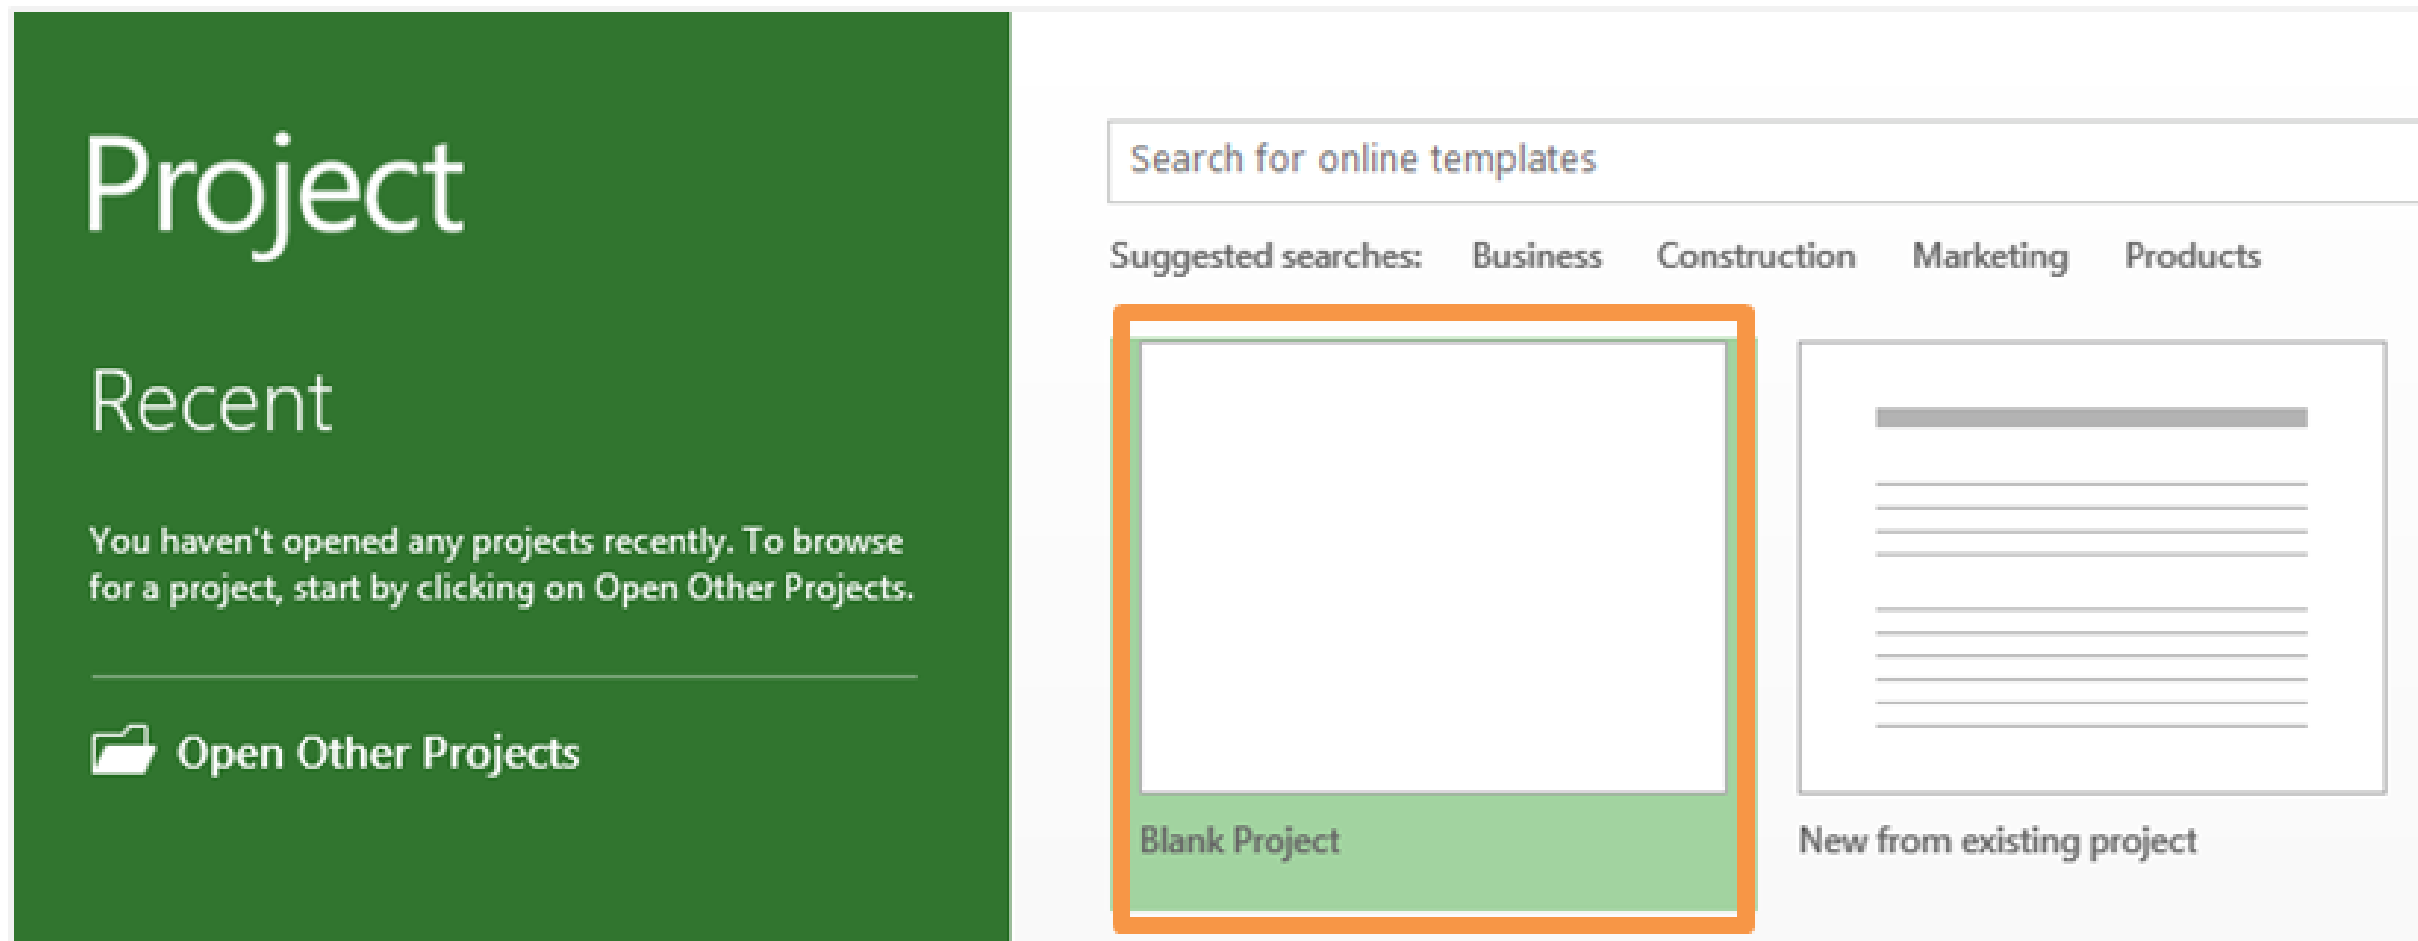 Project
Recent
You haven't opened any projects recently. To browse
for a project, start by clicking on Open Other Projects.
Open Other Projects
Search for online templates
Suggested searches: Business Construction Marketing Products
Blank Project
New from existing project